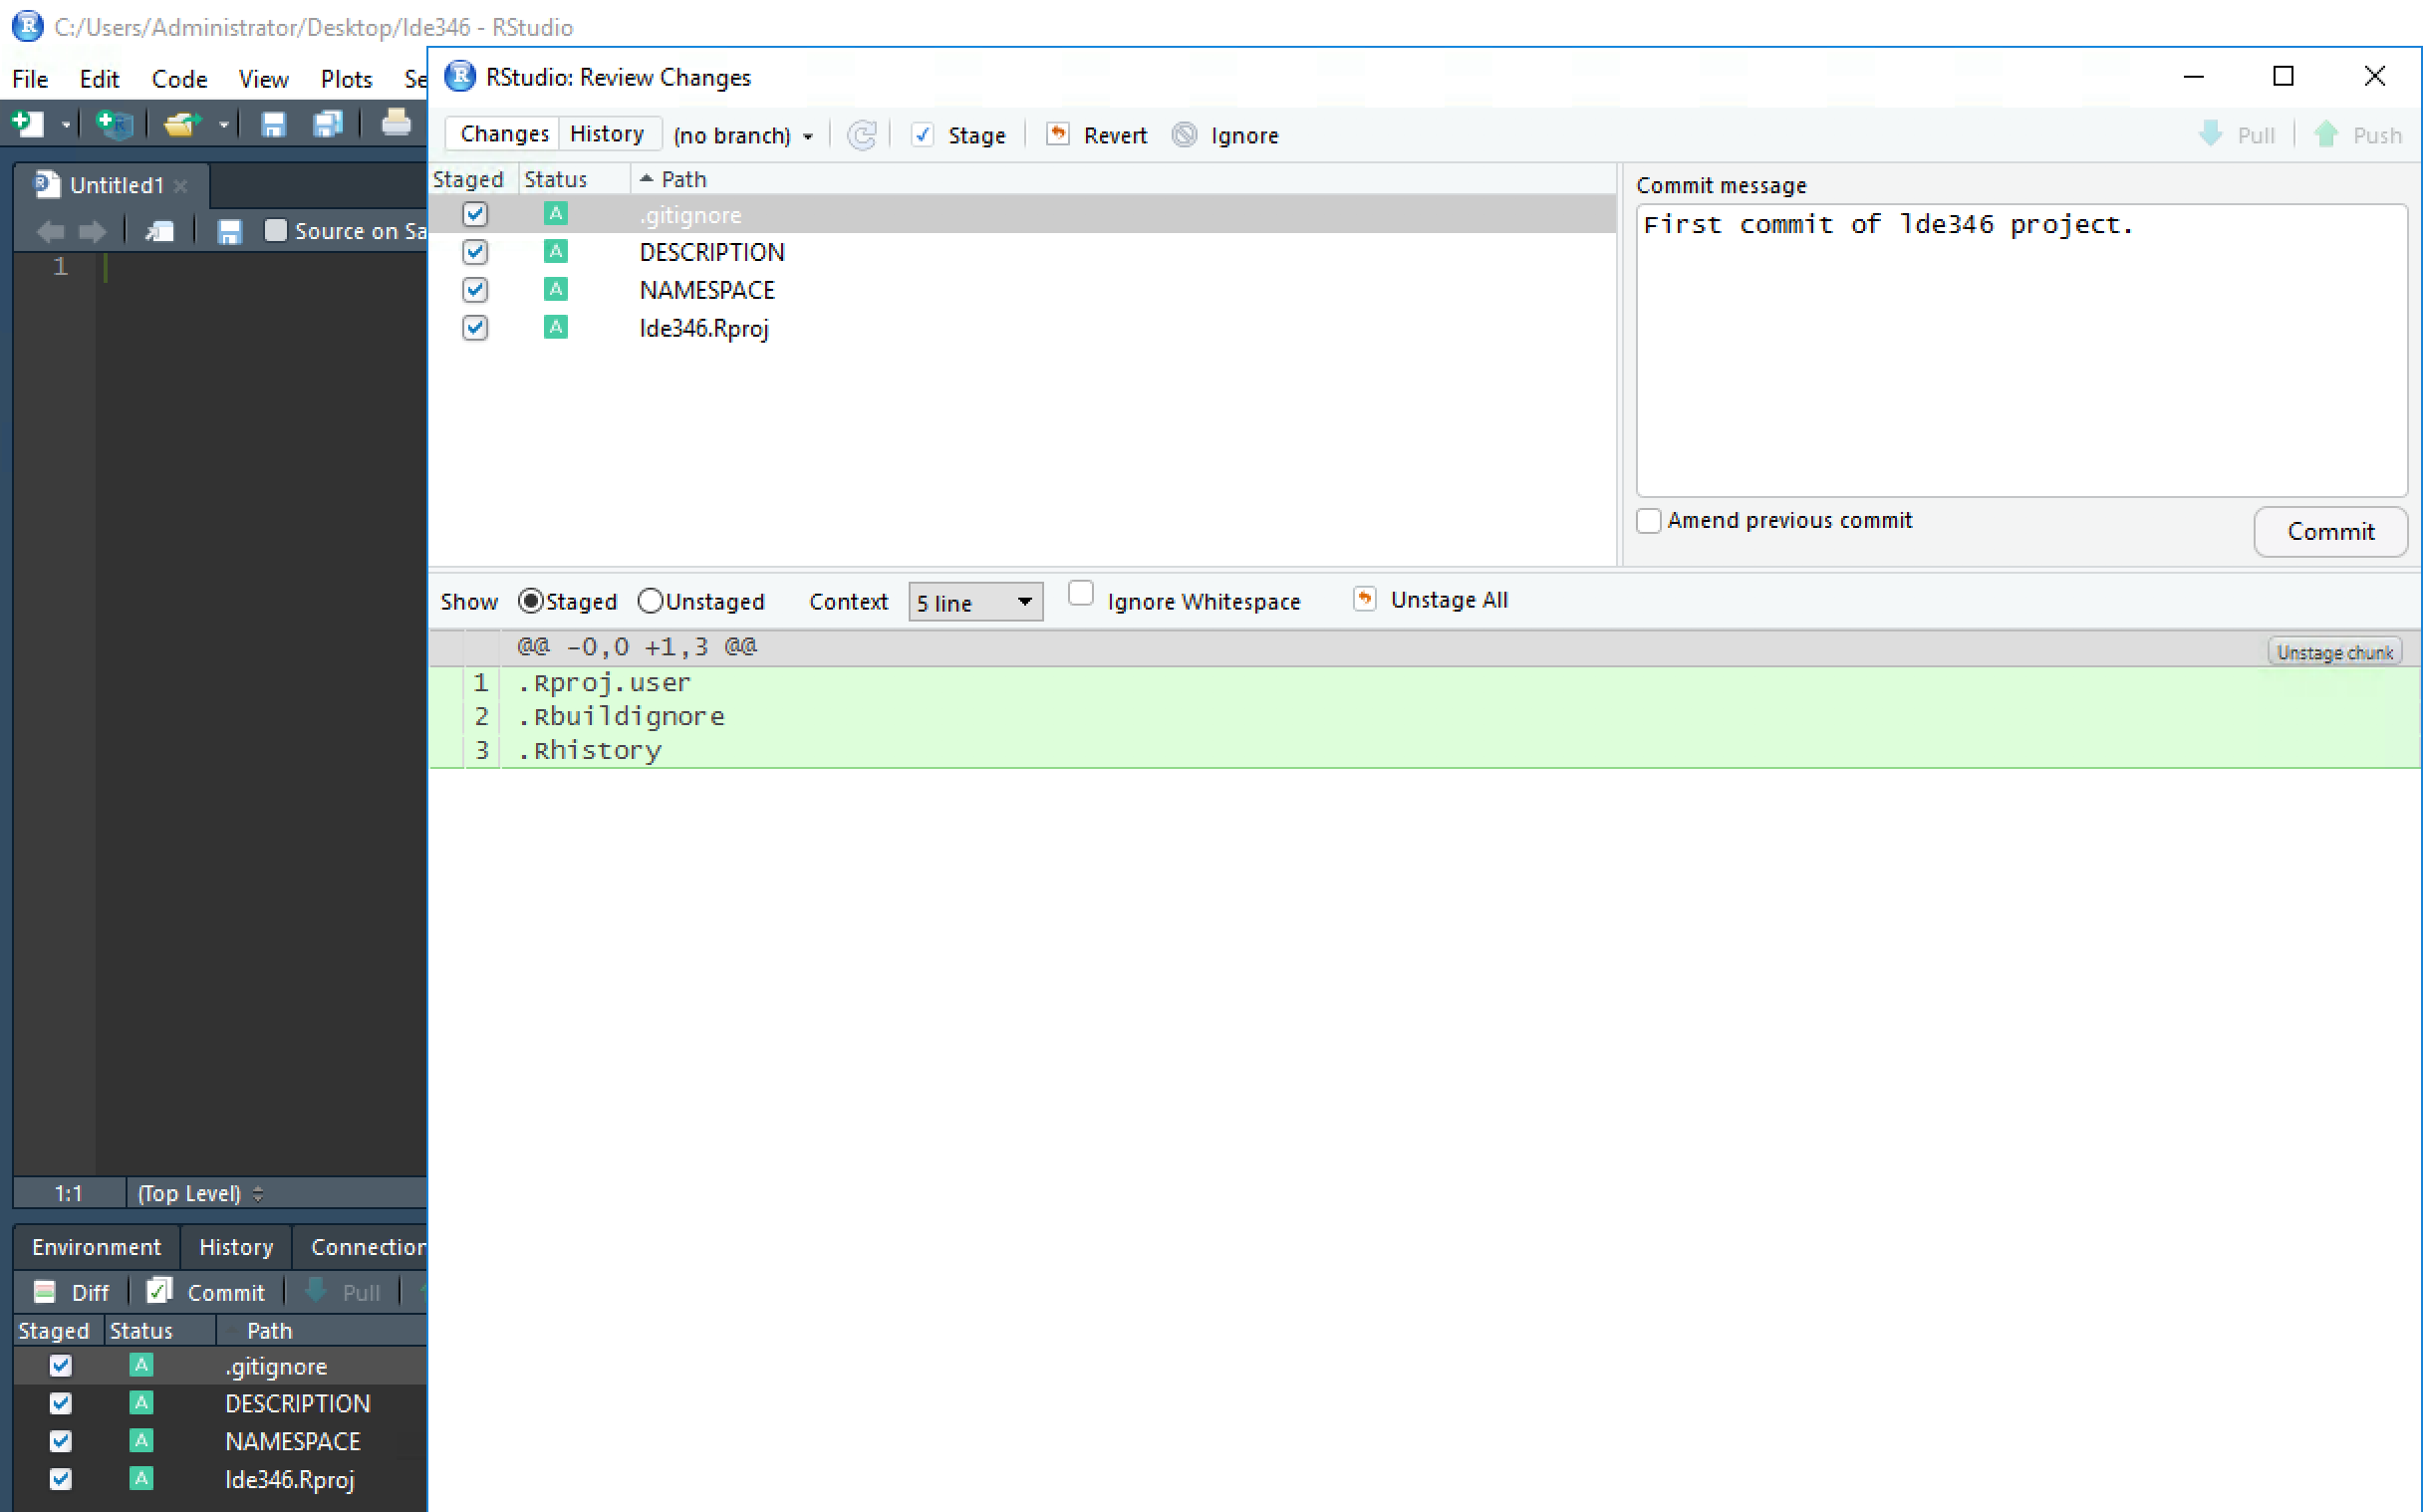 C:/Users/Administrator/Desktop/lde346 - RStudio
File Edit Code View Plots Se
Untitled1
Source on Sa
1
1:1 (Top Level)
Environment History Connection
Diff Commit Pull
Staged Status Path
A .gitignore
A DESCRIPTION
A NAMESPACE
A lde346.Rproj
RStudio: Review Changes
Changes History (no branch) Stage Revert Ignore Pull Push
Staged Status Path
A .gitignore
A DESCRIPTION
A NAMESPACE
A lde346.Rproj
Commit message
First commit of lde346 project.
Amend previous commit
Commit
Show Staged Unstaged Context 5 line Ignore Whitespace Unstage All
@@ -0,0 +1,3 @@ Unstage chunk
1 .Rproj.user
2 .Rbuildignore
3 .Rhistory